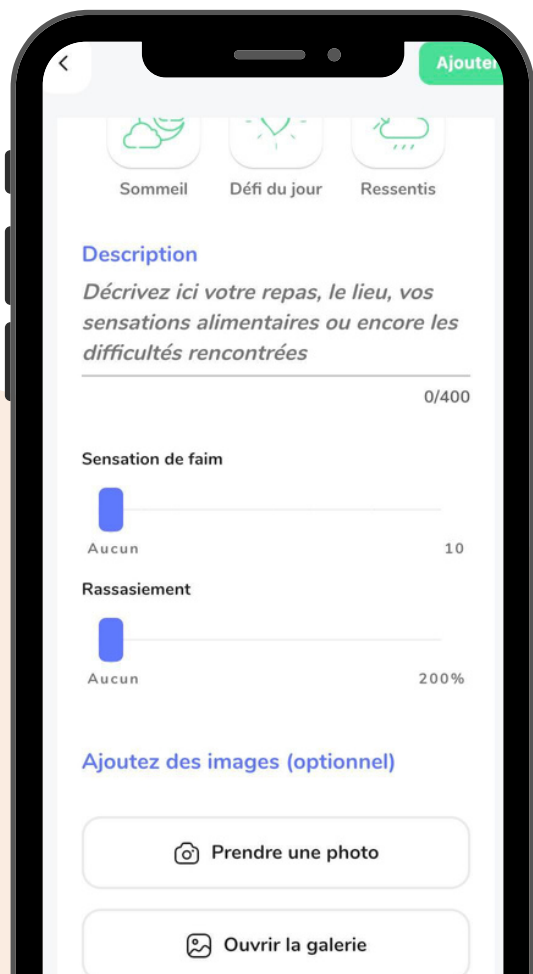 Ajouter
Sommeil
Défi du jour
Ressentis
Description
Décrivez ici votre repas, le lieu, vos
sensations alimentaires ou encore les
difficultés rencontrées
0/400
Sensation de faim
Aucun
10
Rassasiement
Aucun
200%
Ajoutez des images (optionnel)
Prendre une photo
Ouvrir la galerie